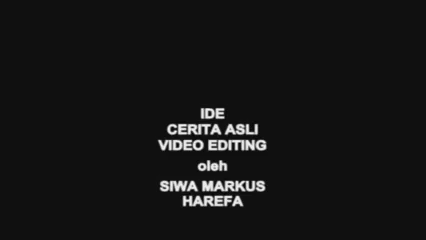 IDE
CERITA ASLI
VIDEO EDITING
oleh
SIWA MARKUS
HAREFA